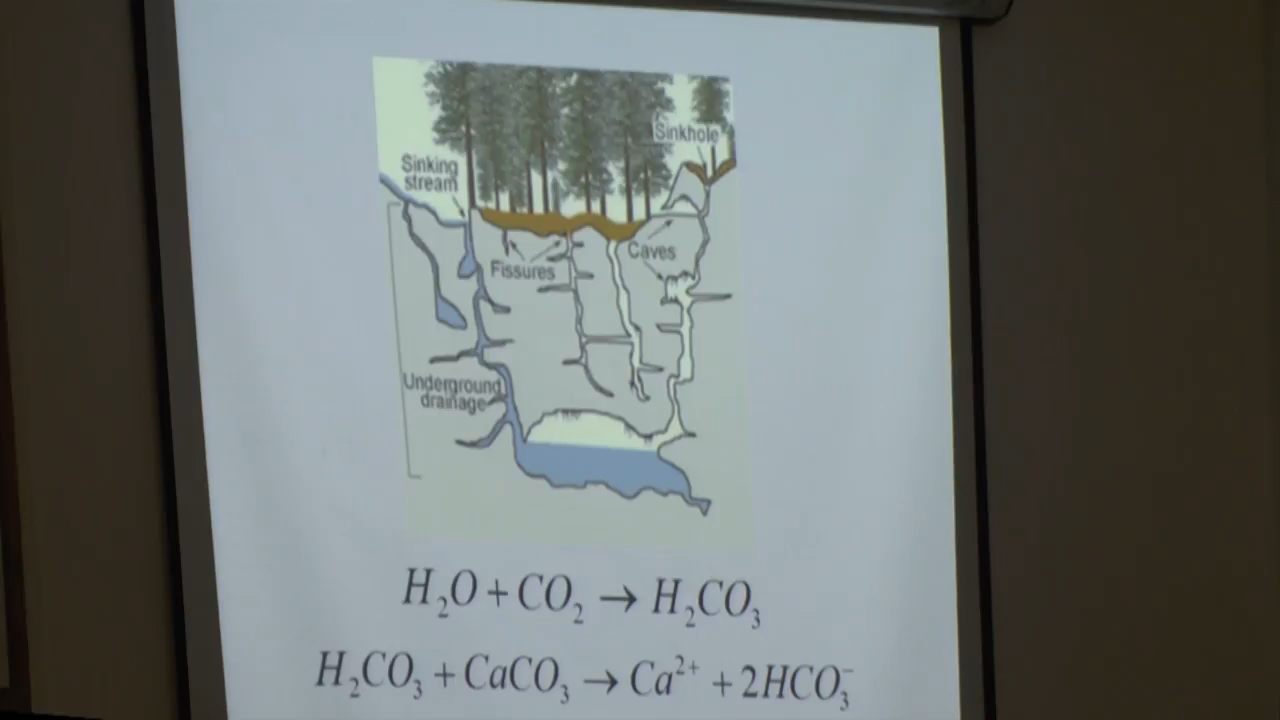 Sinkhole
Sinking
stream
Caves
Fissures
Underground
drainage
H₂O + CO₂ → H₂CO₃
H₂CO₃ + CaCO₃ → Ca²⁺ + 2HCO₃⁻